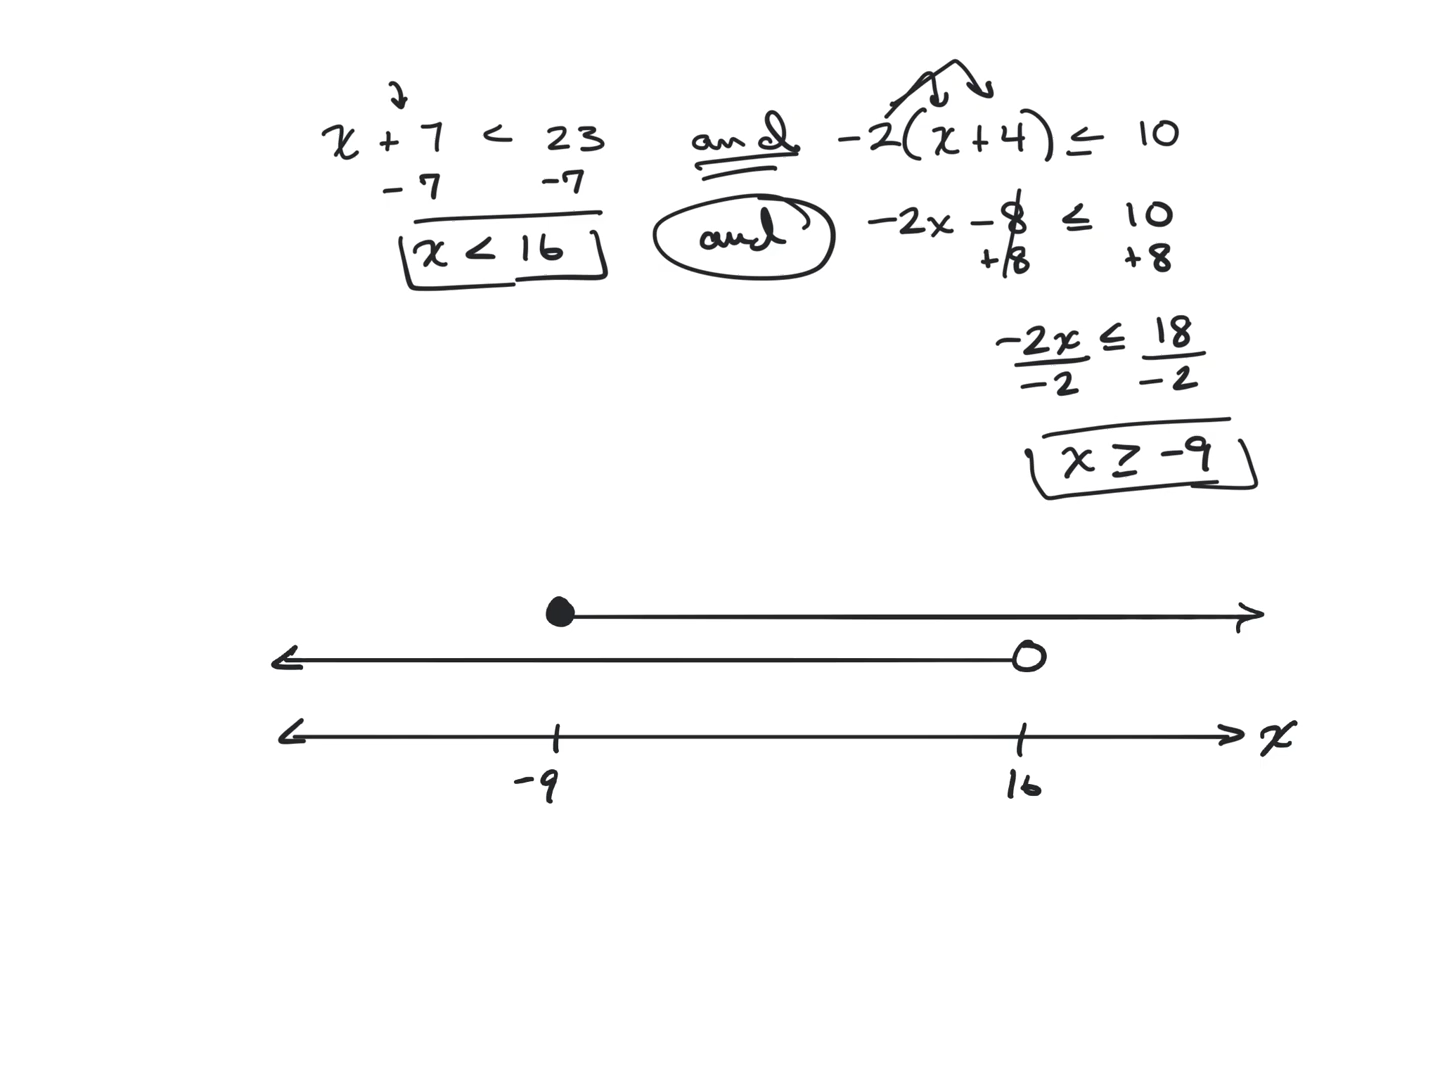 x + 7 < 23 and -2(x+4) ≤ 10
-7 -7
x < 16 and -2x - 8 ≤ 10
+8 +8
-2x ≤ 18
-2 -2
x ≥ -9
x
-9 16